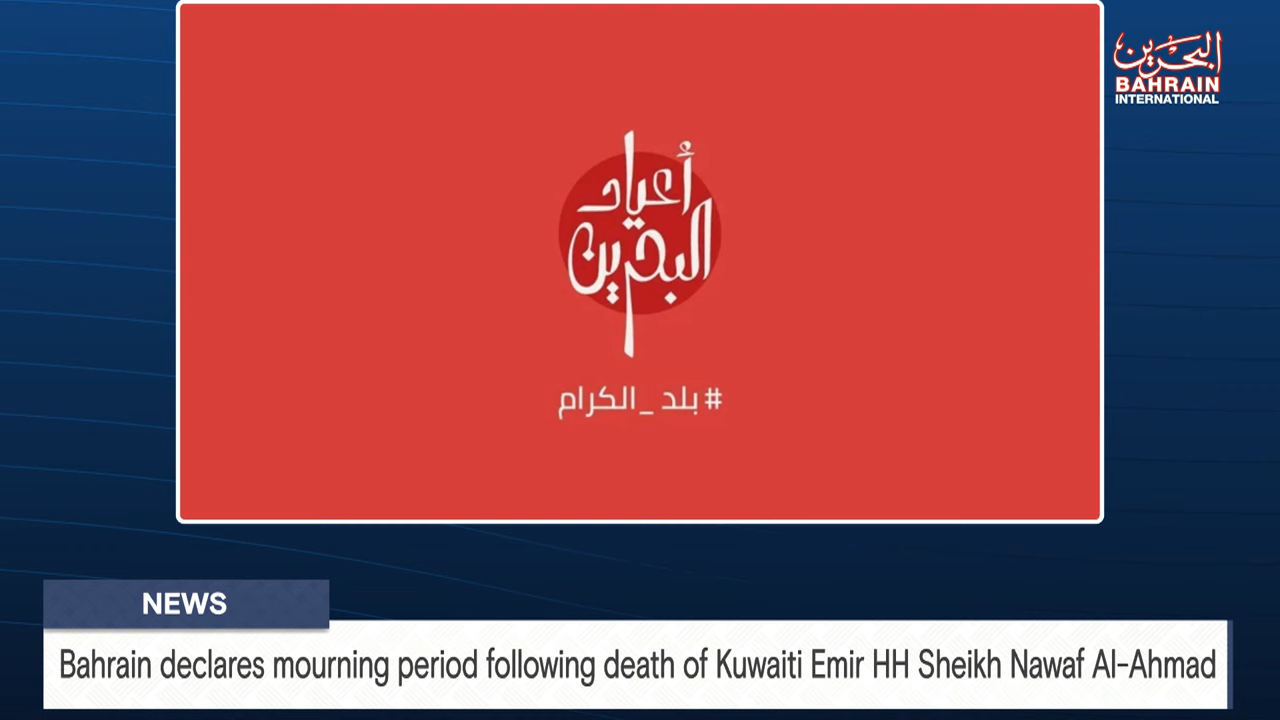 البحرين
BAHRAIN
INTERNATIONAL
أعياد
البحرين
#بلد_الكرام
NEWS
Bahrain declares mourning period following death of Kuwaiti Emir HH Sheikh Nawaf Al-Ahmad